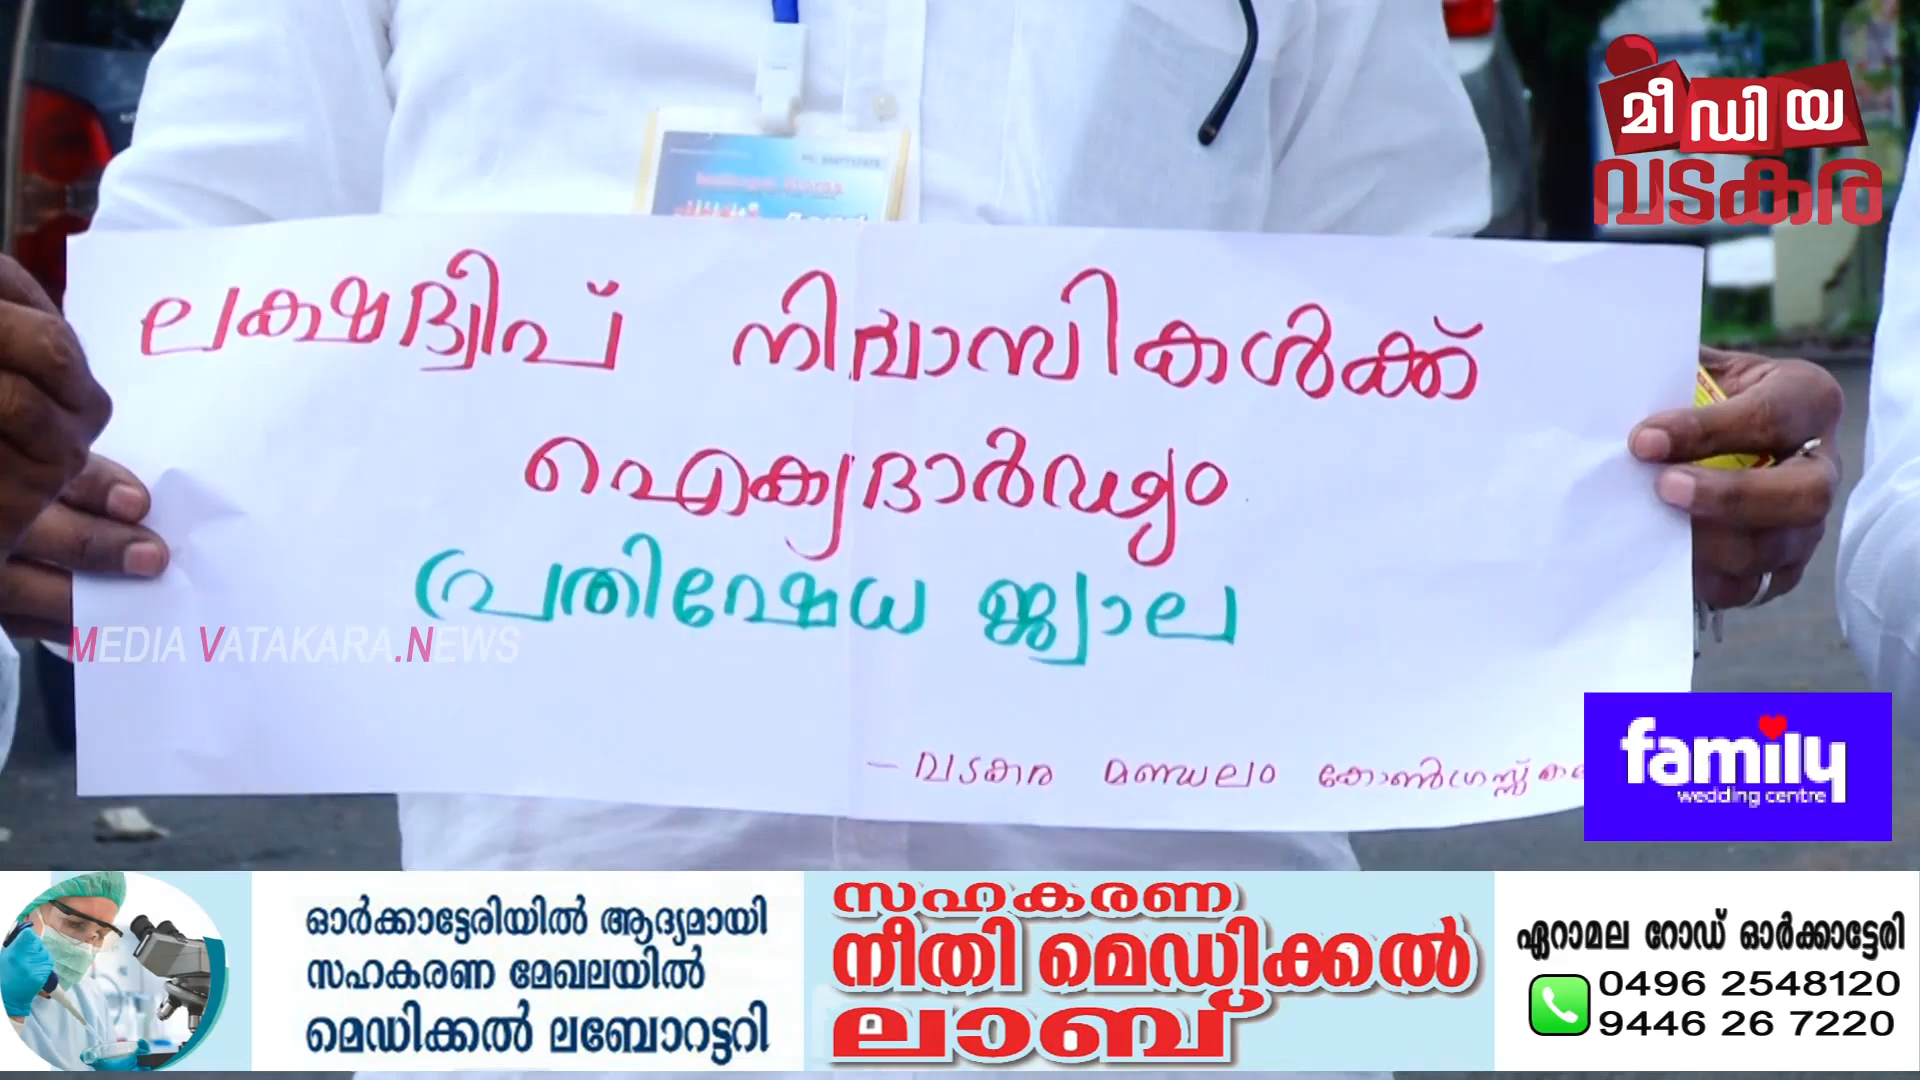 മീഡിയ
വടകര
ലക്ഷദ്വീപ് നിവാസികൾക്ക്
ഐക്യദാർഢ്യം
പ്രതിഷേധ ജ്വാല
MEDIA VATAKARA.NEWS
– വടകര മണ്ഡലം കോൺഗ്രസ്സ്
family
wedding centre
ഓർക്കാട്ടേരിയിൽ ആദ്യമായി
സഹകരണ മേഖലയിൽ
മെഡിക്കൽ ലബോറട്ടറി
സഹകരണ
നീതി മെഡിക്കൽ
ലാബ്
ഏറാമല റോഡ് ഓർക്കാട്ടേരി
0496 2548120
9446 26 7220